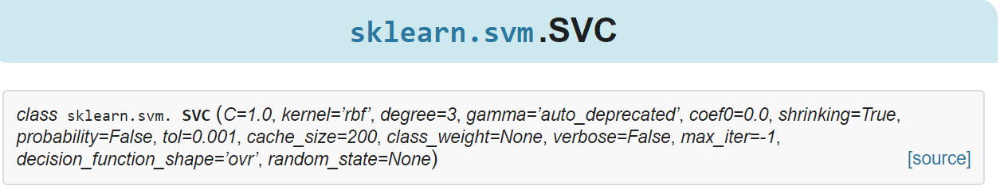 sklearn.svm.SVC
class sklearn.svm. SVC (C=1.0, kernel=’rbf’, degree=3, gamma=’auto_deprecated’, coef0=0.0, shrinking=True,
probability=False, tol=0.001, cache_size=200, class_weight=None, verbose=False, max_iter=-1,
decision_function_shape=’ovr’, random_state=None) [source]